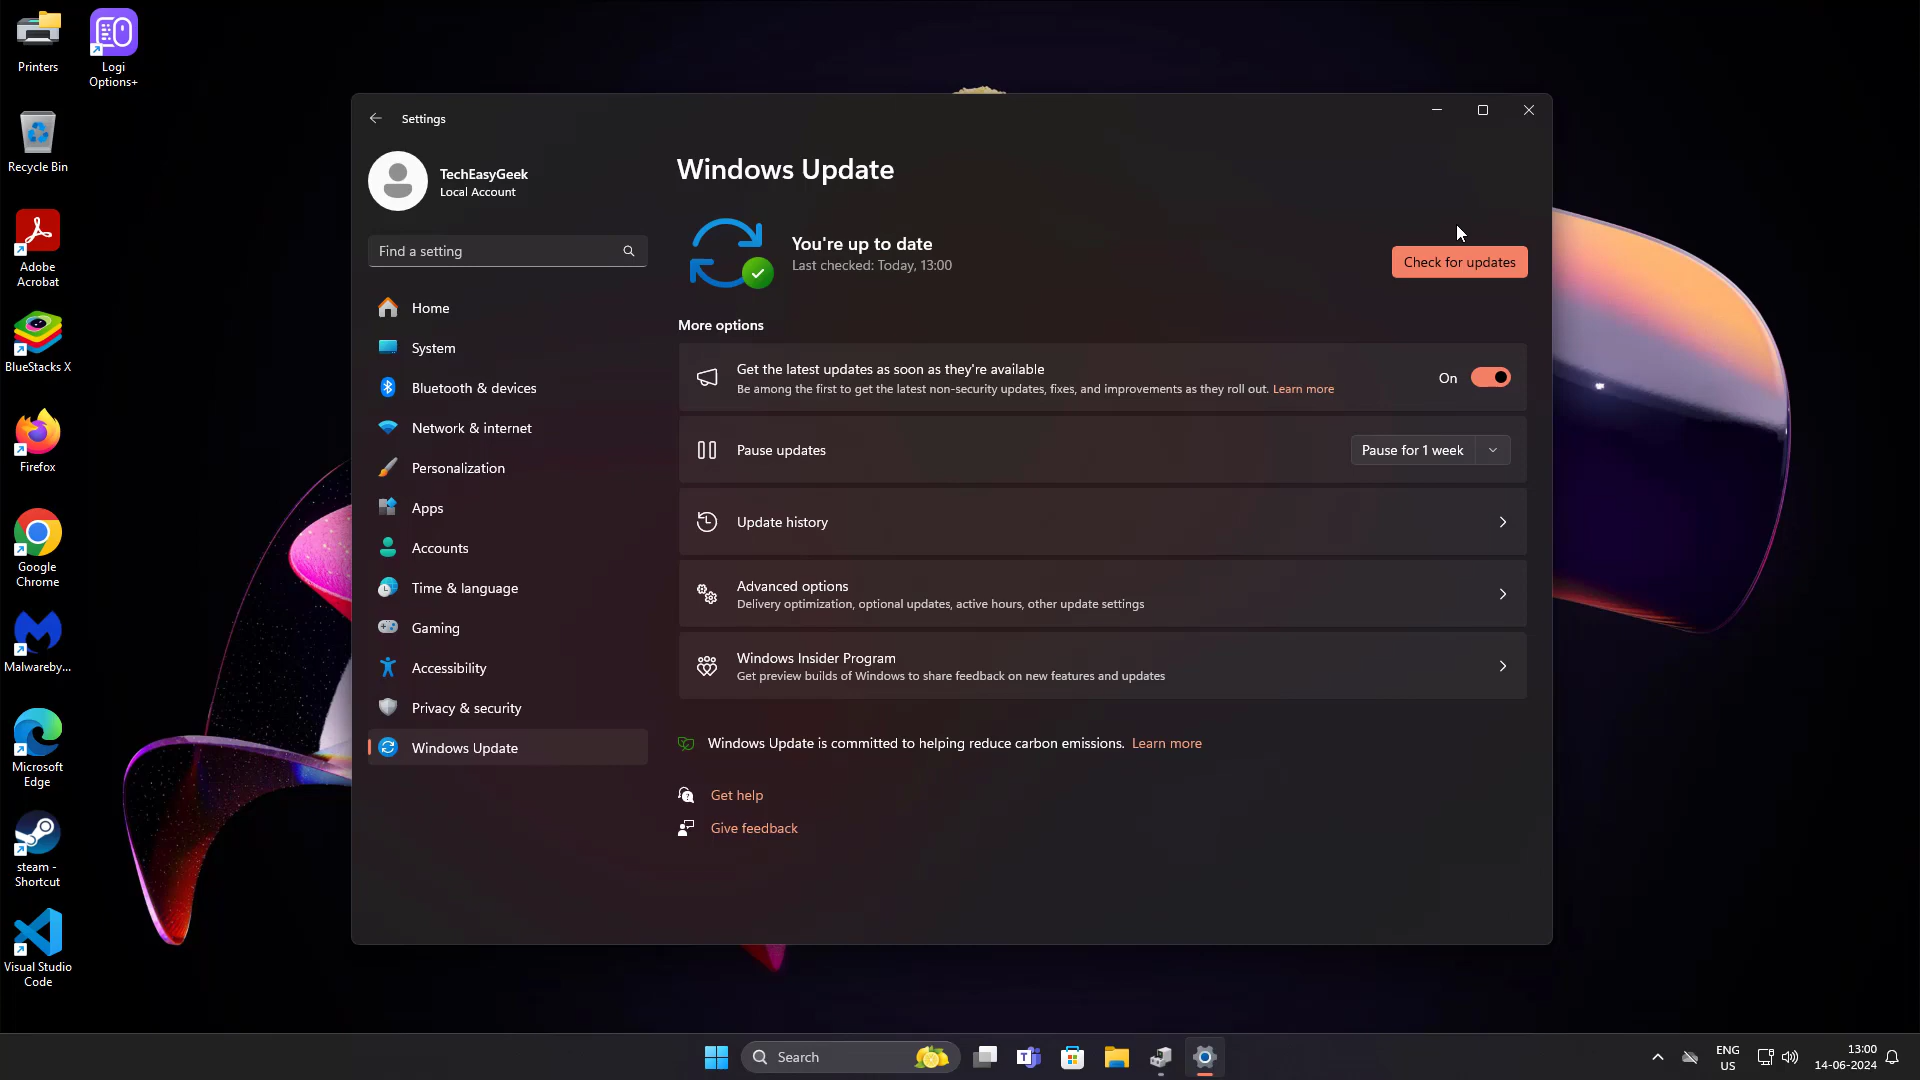 Printers
Logi
Options+
Recycle Bin
Adobe
Acrobat
BlueStacks X
Firefox
Google
Chrome
Malwareby...
Microsoft
Edge
steam -
Shortcut
Visual Studio
Code
Settings
TechEasyGeek
Local Account
Find a setting
Home
System
Bluetooth & devices
Network & internet
Personalization
Apps
Accounts
Time & language
Gaming
Accessibility
Privacy & security
Windows Update
Windows Update
You're up to date
Last checked: Today, 13:00
Check for updates
More options
Get the latest updates as soon as they're available
Be among the first to get the latest non-security updates, fixes, and improvements as they roll out. Learn more
On
Pause updates
Pause for 1 week
Update history
Advanced options
Delivery optimization, optional updates, active hours, other update settings
Windows Insider Program
Get preview builds of Windows to share feedback on new features and updates
Windows Update is committed to helping reduce carbon emissions. Learn more
Get help
Give feedback
Search
ENG
US
13:00
14-06-2024